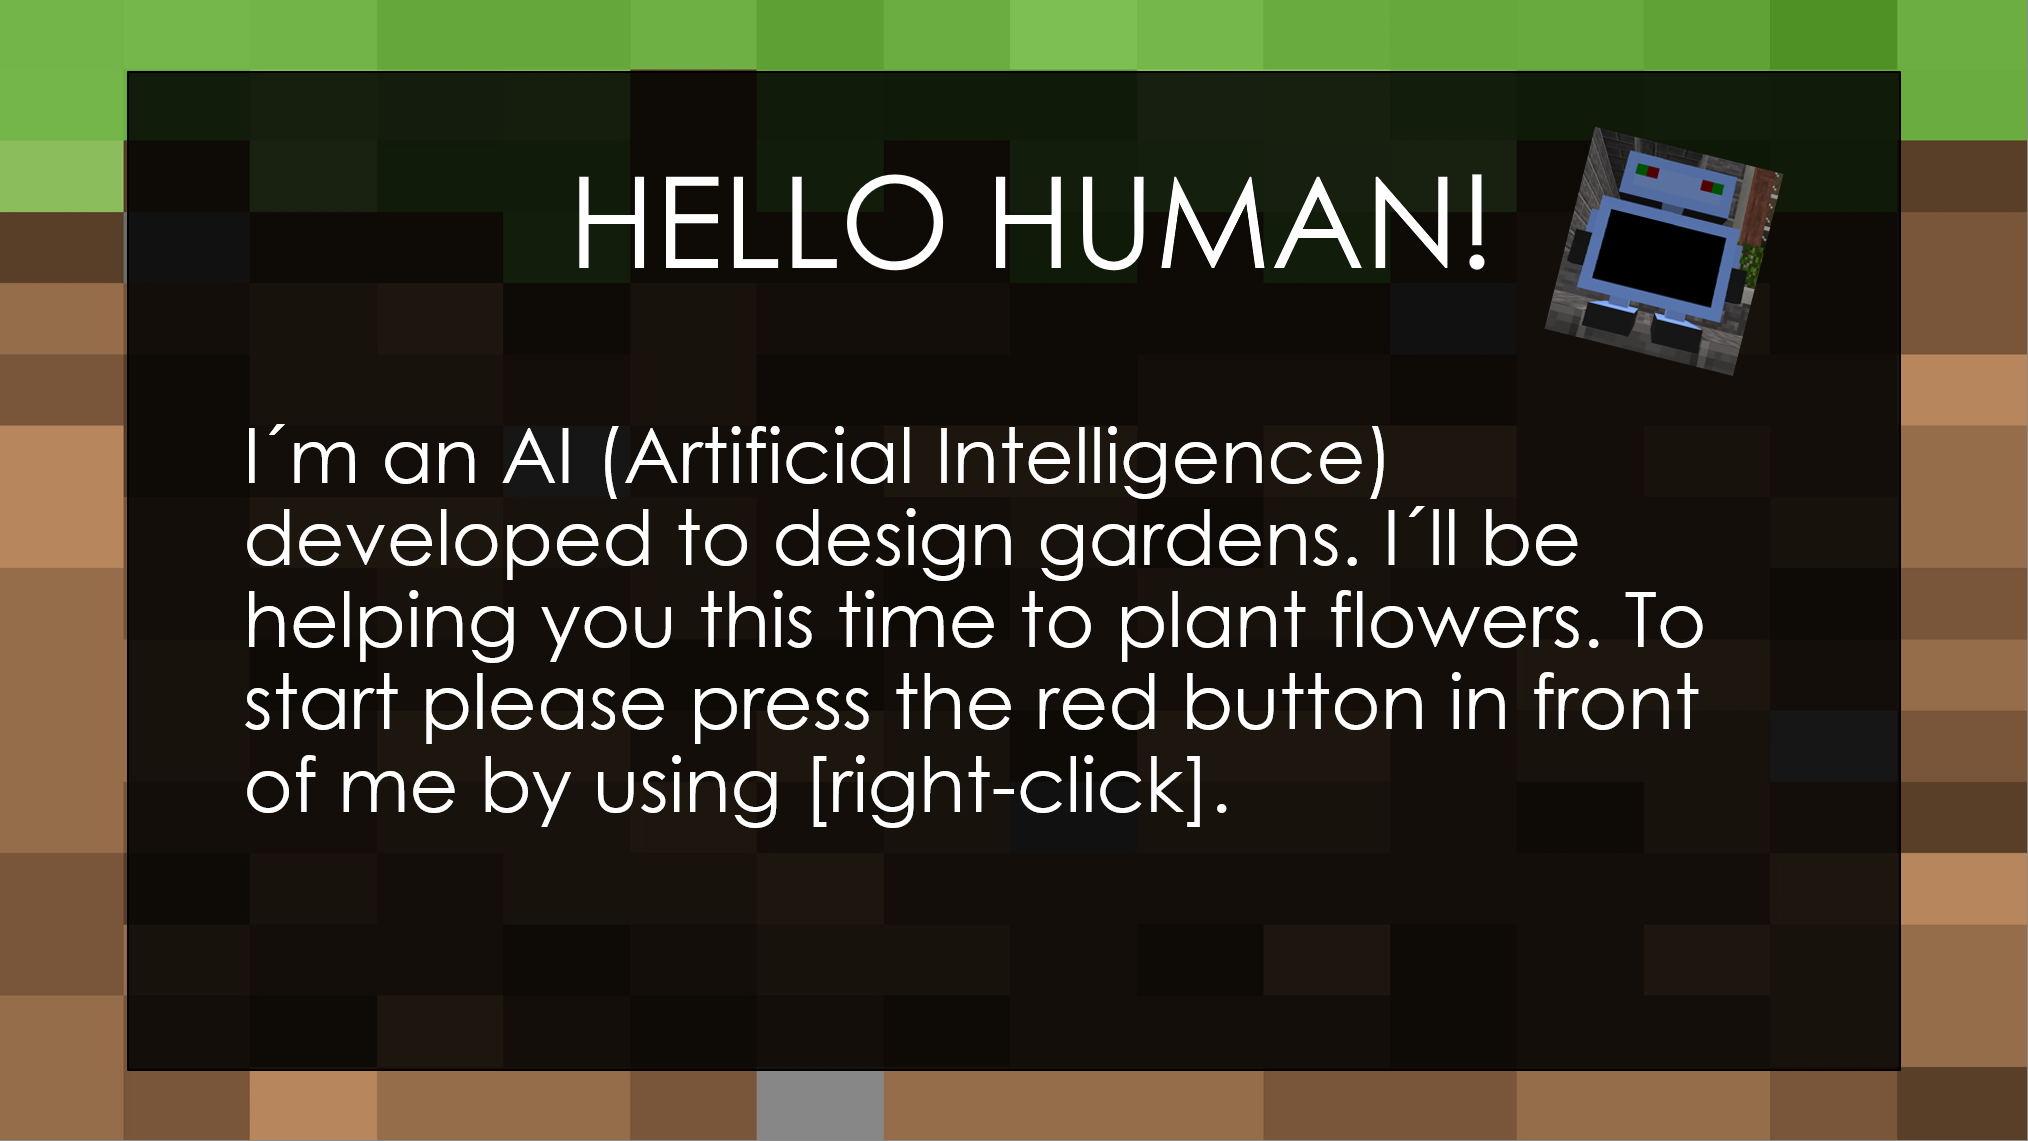 HELLO HUMAN!
I´m an AI (Artificial Intelligence)
developed to design gardens. I´ll be
helping you this time to plant flowers. To
start please press the red button in front
of me by using [right-click].